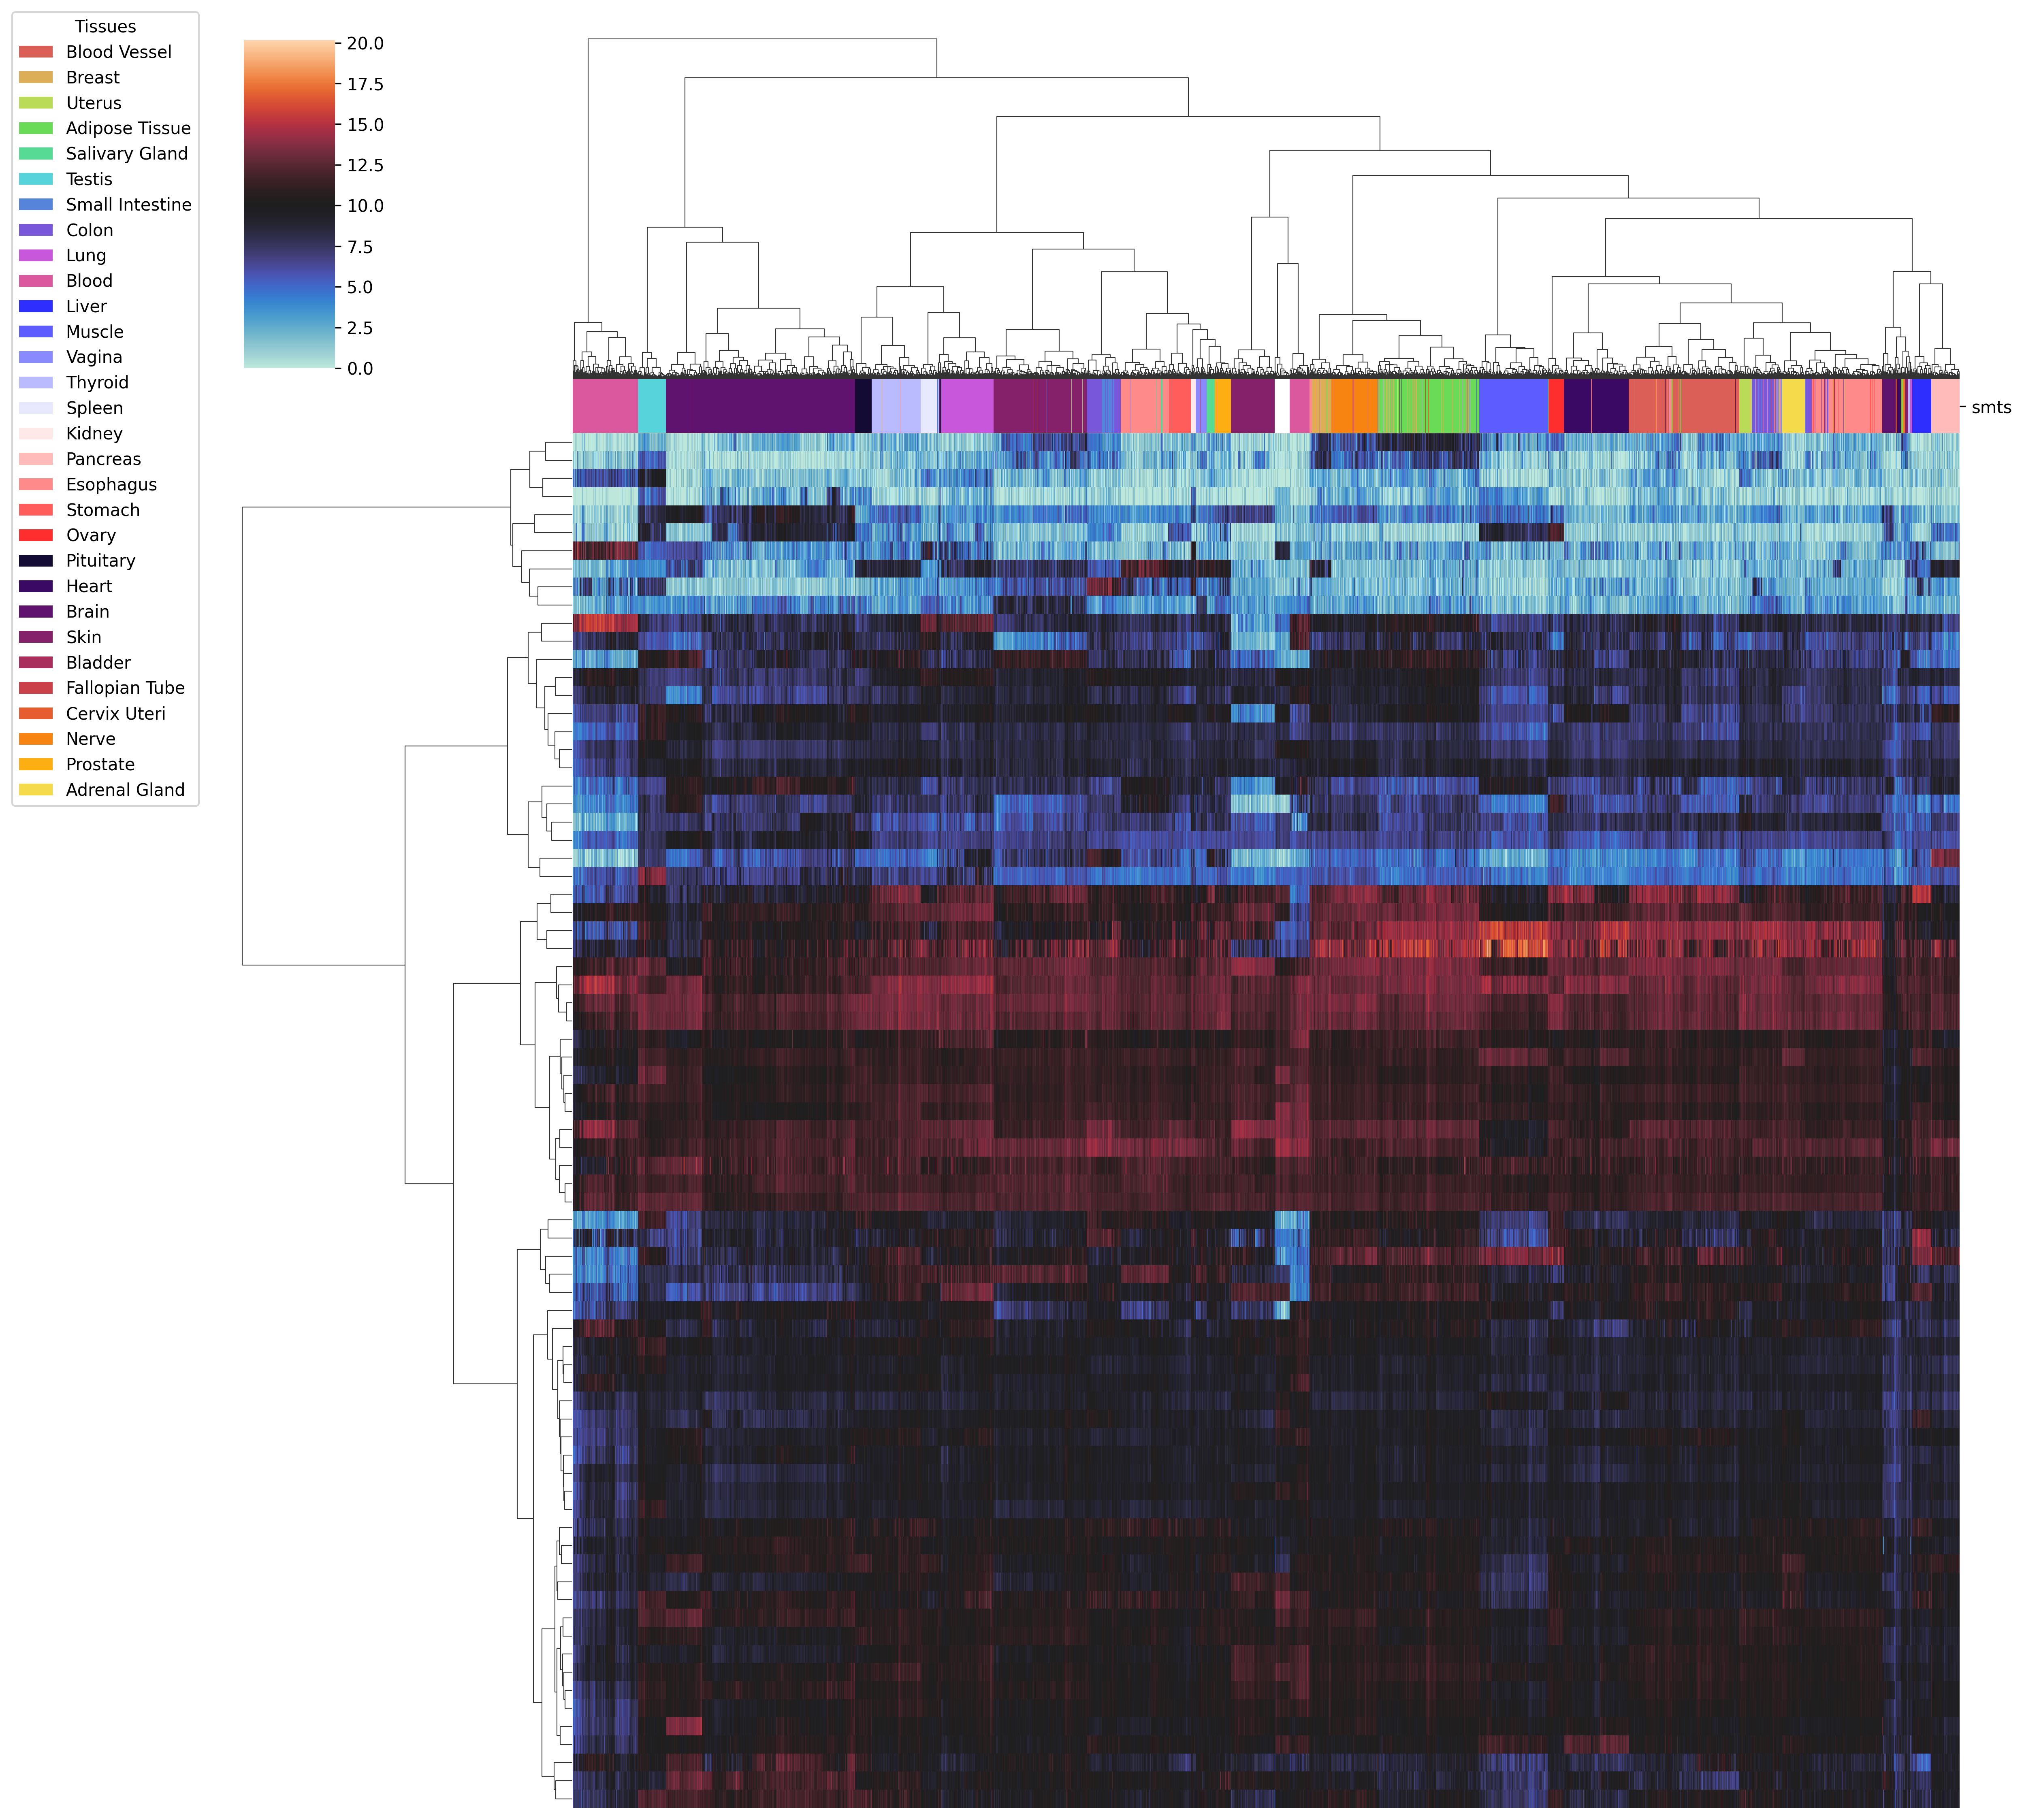 Tissues
Blood Vessel
Breast
Uterus
Adipose Tissue
Salivary Gland
Testis
Small Intestine
Colon
Lung
Blood
Liver
Muscle
Vagina
Thyroid
Spleen
Kidney
Pancreas
Esophagus
Stomach
Ovary
Pituitary
Heart
Brain
Skin
Bladder
Fallopian Tube
Cervix Uteri
Nerve
Prostate
Adrenal Gland
20.0
17.5
15.0
12.5
10.0
7.5
5.0
2.5
0.0
smts